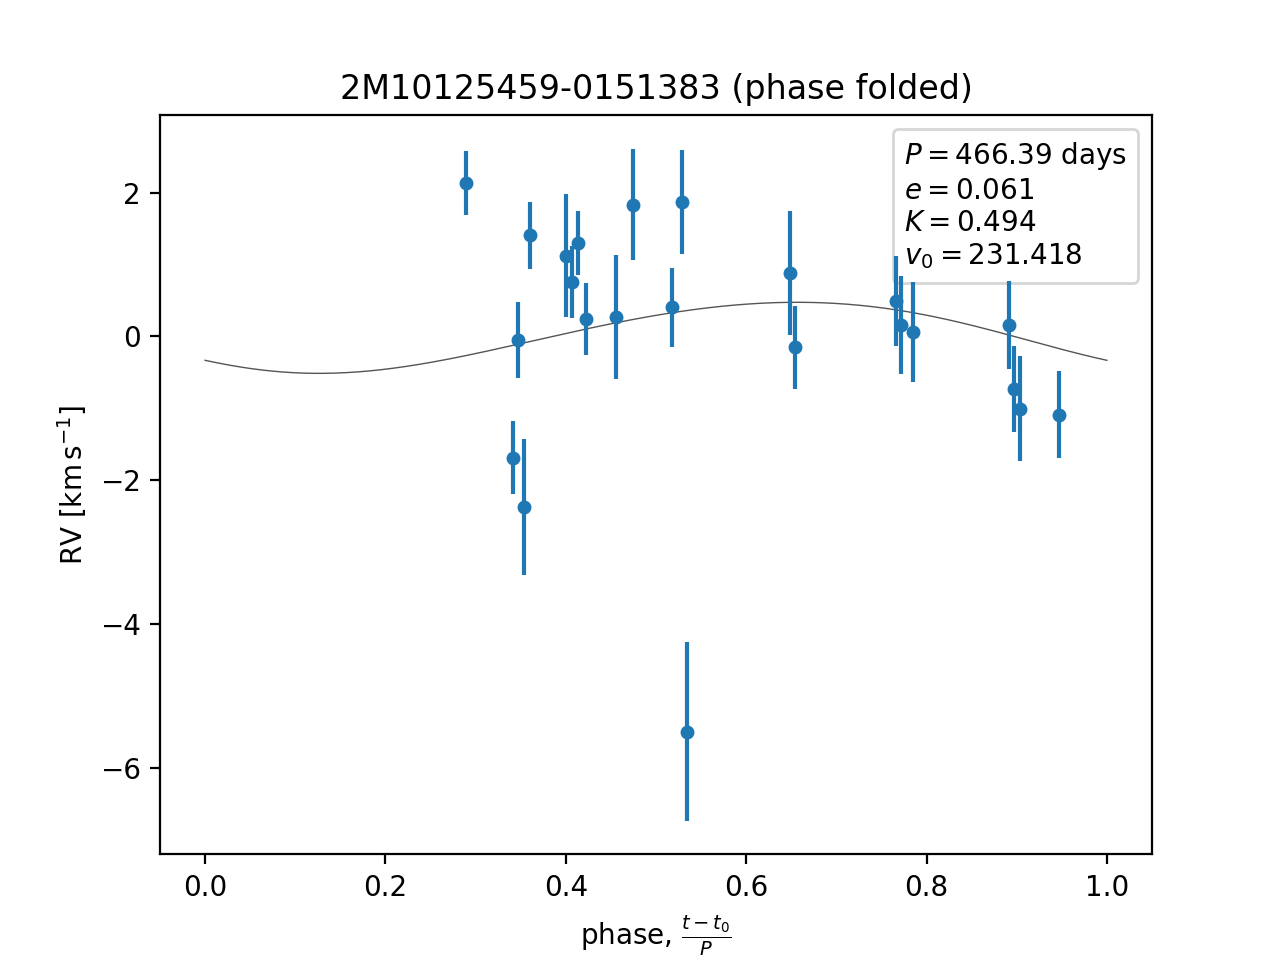 2M10125459-0151383 (phase folded)
P = 466.39 days
e = 0.061
K = 0.494
v₀ = 231.418
RV [km s⁻¹]
2
0
−2
−4
−6
0.0 0.2 0.4 0.6 0.8 1.0
phase, (t − t₀)/P